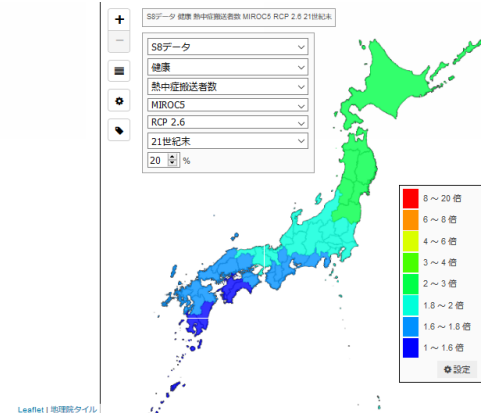 +
−
S8データ 健康 熱中症搬送者数 MIROC5 RCP 2.6 21世紀末
S8データ
健康
熱中症搬送者数
MIROC5
RCP 2.6
21世紀末
20 %
8 ～ 20 倍
6 ～ 8 倍
4 ～ 6 倍
3 ～ 4 倍
2 ～ 3 倍
1.8 ～ 2 倍
1.6 ～ 1.8 倍
1 ～ 1.6 倍
設定
Leaflet | 地理院タイル